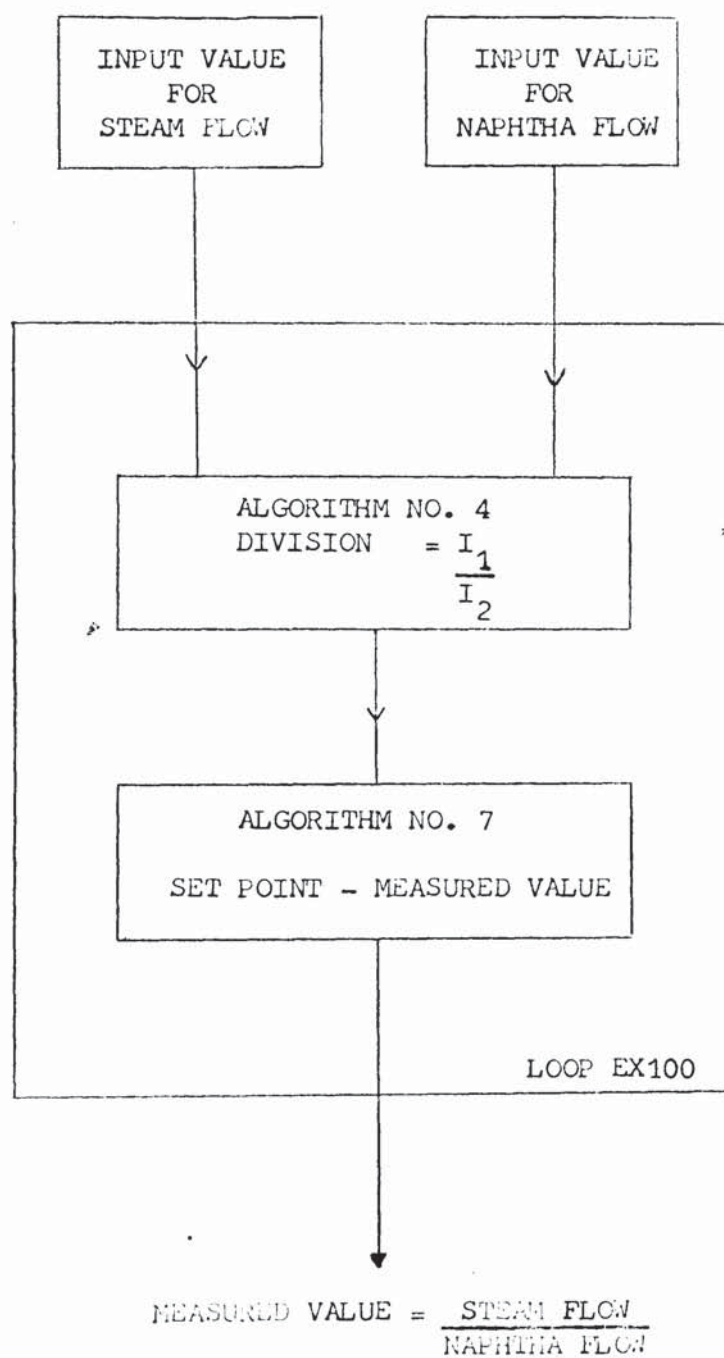 INPUT VALUE
FOR
STEAM FLOW
INPUT VALUE
FOR
NAPHTHA FLOW
ALGORITHM NO. 4
DIVISION = I1
I2
ALGORITHM NO. 7
SET POINT - MEASURED VALUE
LOOP EX100
MEASURED VALUE = STEAM FLOW
NAPHTHA FLOW